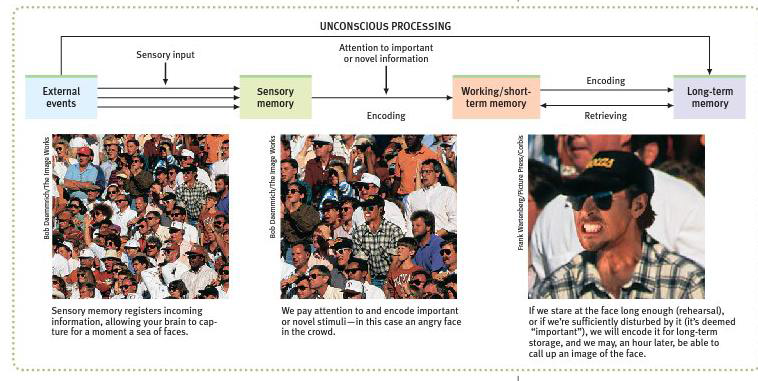 UNCONSCIOUS PROCESSING
Sensory input
Attention to important
or novel information
External
events
Sensory
memory
Encoding
Working/short-
term memory
Encoding
Retrieving
Long-term
memory
Bob Daemmrich/The Image Works
Bob Daemmrich/The Image Works
Frank Wartenberg/Picture Press/Corbis
Sensory memory registers incoming
information, allowing your brain to cap-
ture for a moment a sea of faces.
We pay attention to and encode important
or novel stimuli—in this case an angry face
in the crowd.
If we stare at the face long enough (rehearsal),
or if we're sufficiently disturbed by it (it's deemed
“important”), we will encode it for long-term
storage, and we may, an hour later, be able to
call up an image of the face.